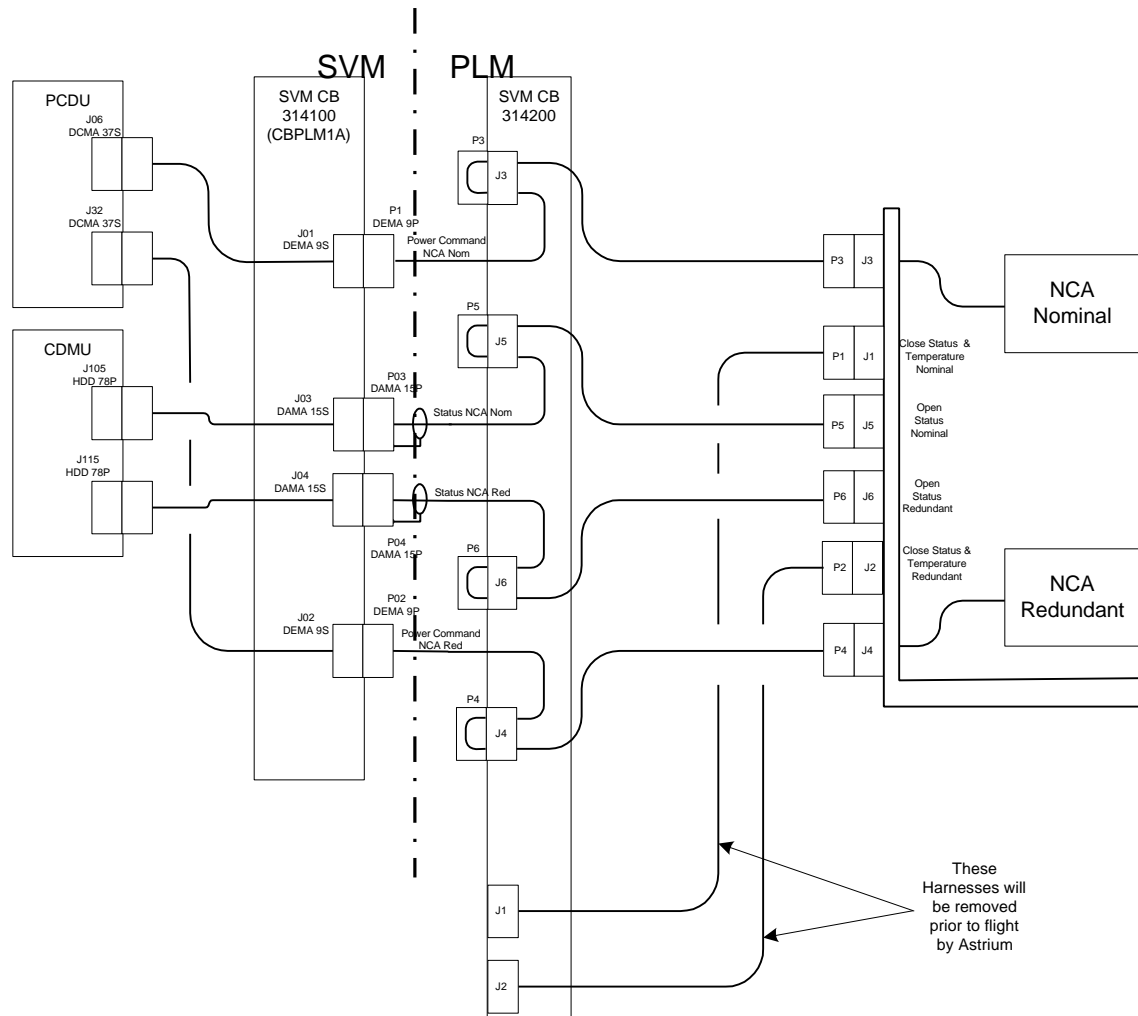 SVM
PLM
PCDU
J06
DCMA 37S
J32
DCMA 37S
CDMU
J105
HDD 78P
J115
HDD 78P
SVM CB
314100
(CBPLM1A)
J01
DEMA 9S
P1
DEMA 9P
Power Command
NCA Nom
J03
DAMA 15S
P03
DAMA 15P
Status NCA Nom
J04
DAMA 15S
Status NCA Red
P04
DAMA 15P
J02
DEMA 9S
P02
DEMA 9P
Power Command
NCA Red
SVM CB
314200
P3
J3
P5
J5
P6
J6
P4
J4
J1
J2
P3
J3
P1
J1
Close Status &
Temperature
Nominal
P5
J5
Open
Status
Nominal
P6
J6
Open
Status
Redundant
P2
J2
Close Status &
Temperature
Redundant
P4
J4
NCA
Nominal
NCA
Redundant
These
Harnesses will
be removed
prior to flight
by Astrium